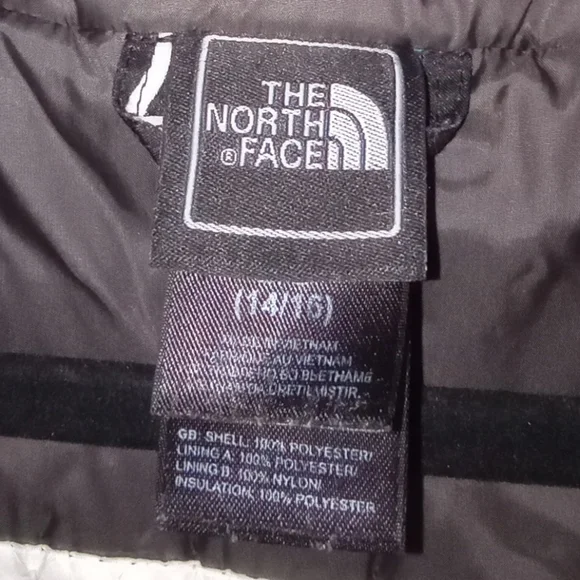 THE
NORTH
® FACE
(14/16)
VIETNAM
AU VIETNAM
GB: SHELL: 100% POLYESTER/
LINING A: 100% POLYESTER/
LINING B: 100% NYLON/
INSULATION: 100% POLYESTER